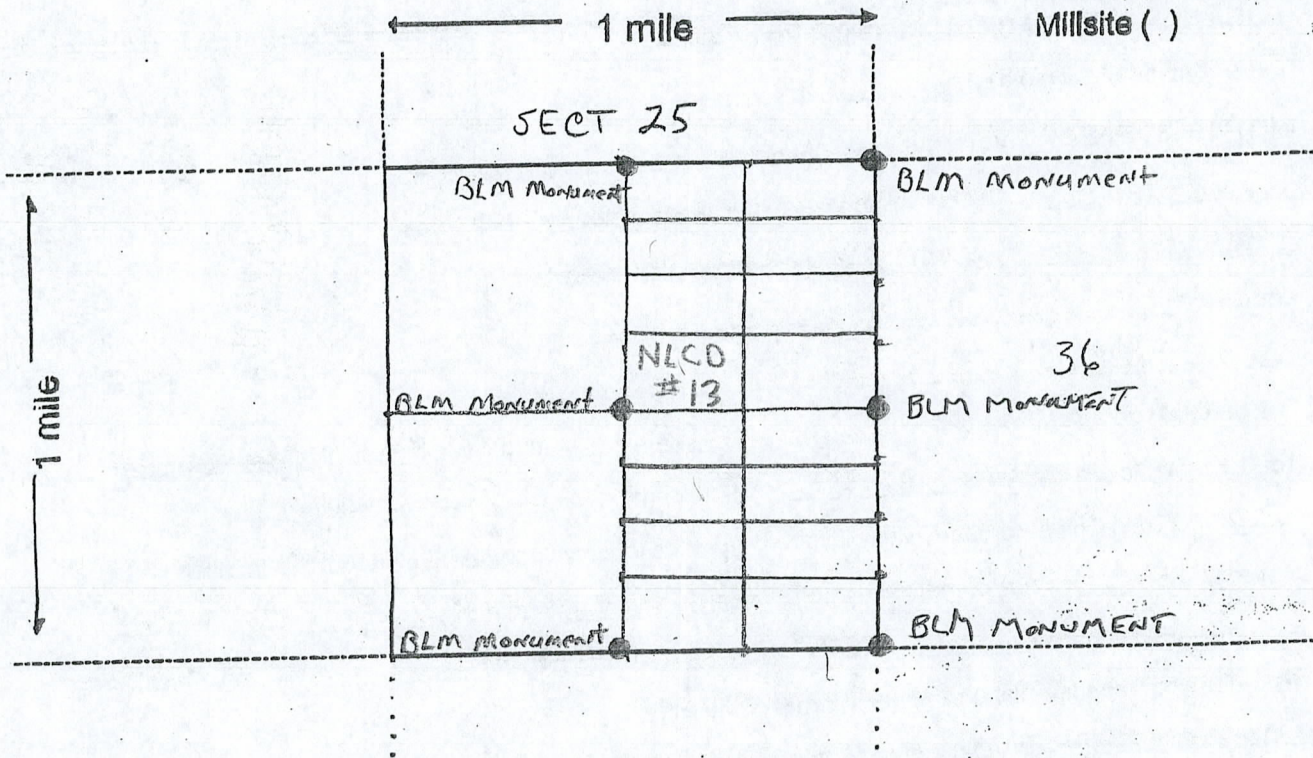 1 mile
Millsite ( )
SECT 25
BLM Monument
BLM Monument
1 mile
NLCD
#13
36
BLM Monument
BLM MONUMENT
BLM Monument
BLM MONUMENT